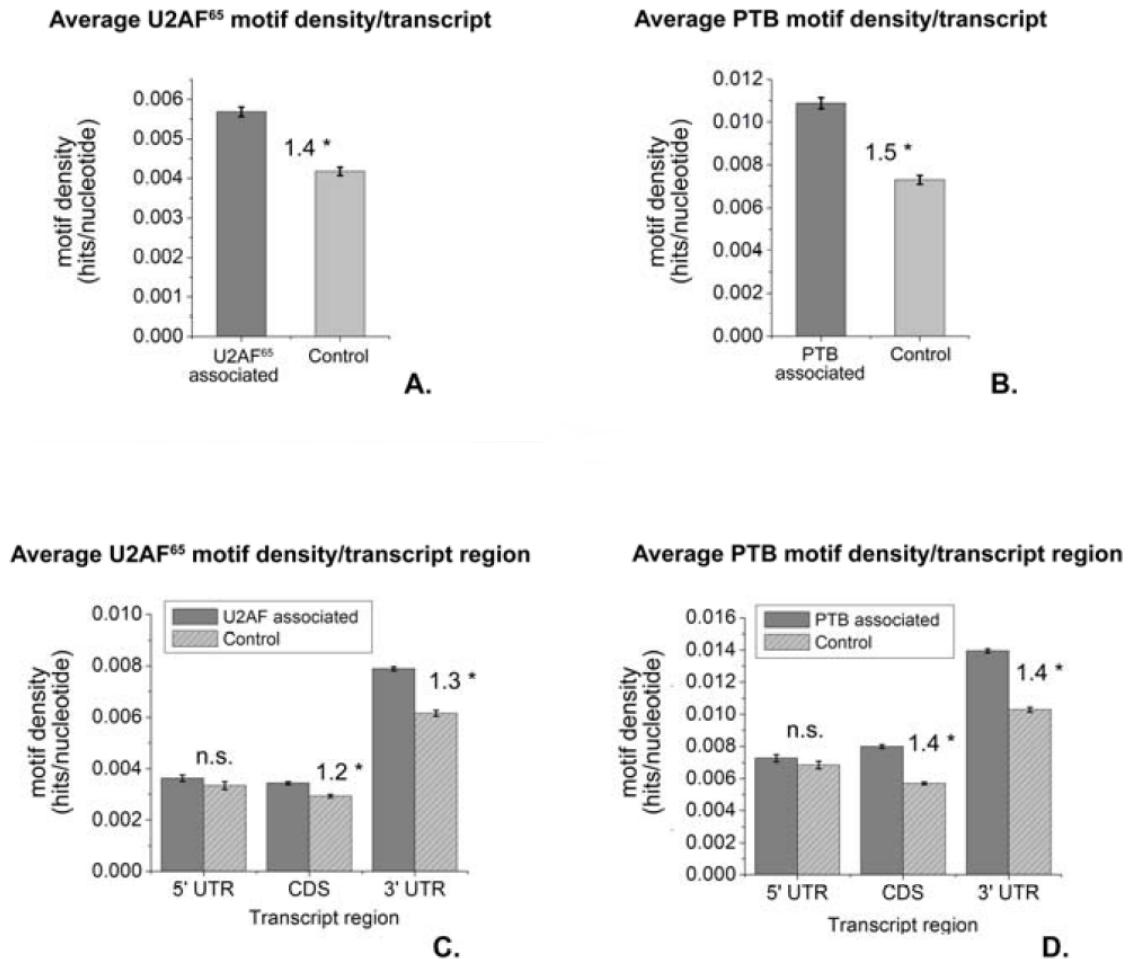 Average U2AF⁶⁵ motif density/transcript
motif density
(hits/nucleotide)
0.006
0.005
0.004
0.003
0.002
0.001
0.000
1.4 *
U2AF⁶⁵
associated
Control
A.
Average PTB motif density/transcript
motif density
(hits/nucleotide)
0.012
0.010
0.008
0.006
0.004
0.002
0.000
1.5 *
PTB
associated
Control
B.
Average U2AF⁶⁵ motif density/transcript region
motif density
(hits/nucleotide)
0.010
0.008
0.006
0.004
0.002
0.000
U2AF associated
Control
n.s.
1.2 *
1.3 *
5' UTR
CDS
3' UTR
Transcript region
C.
Average PTB motif density/transcript region
motif density
(hits/nucleotide)
0.016
0.014
0.012
0.010
0.008
0.006
0.004
0.002
0.000
PTB associated
Control
n.s.
1.4 *
1.4 *
5' UTR
CDS
3' UTR
Transcript region
D.